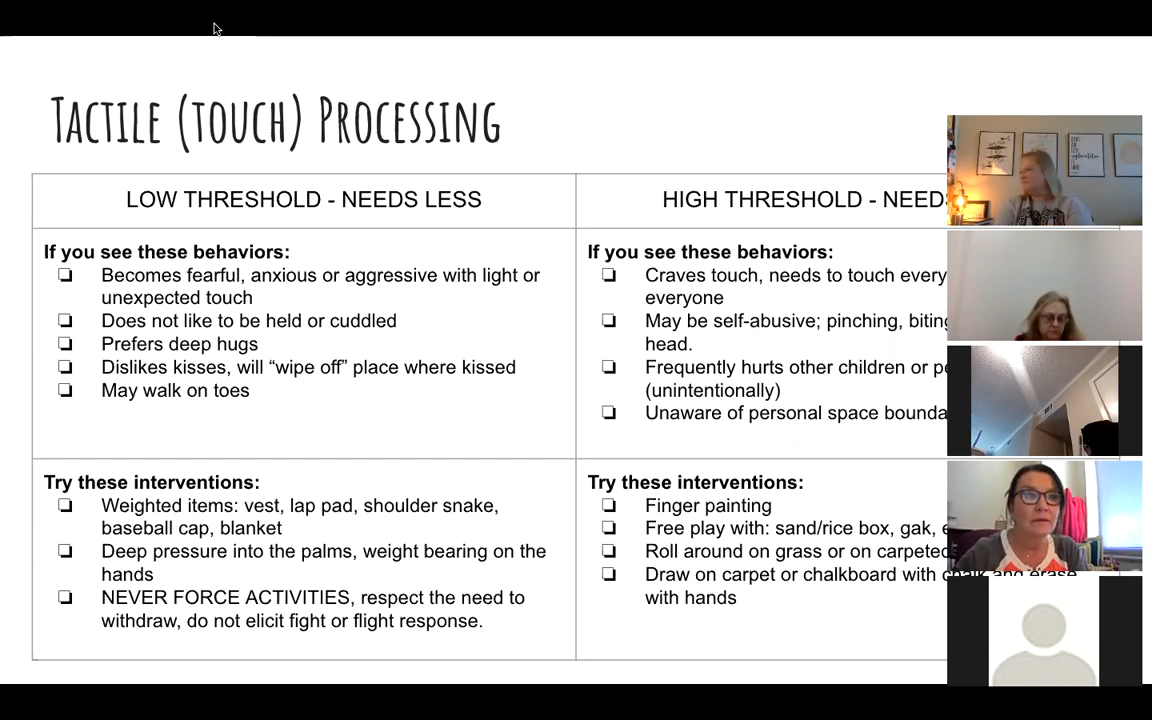 Tactile (touch) Processing
LOW THRESHOLD - NEEDS LESS
HIGH THRESHOLD - NEEDS
If you see these behaviors:
❏ Becomes fearful, anxious or aggressive with light or
unexpected touch
❏ Does not like to be held or cuddled
❏ Prefers deep hugs
❏ Dislikes kisses, will “wipe off” place where kissed
❏ May walk on toes
If you see these behaviors:
❏ Craves touch, needs to touch every
everyone
❏ May be self-abusive; pinching, biting
head.
❏ Frequently hurts other children or
(unintentionally)
❏ Unaware of personal space
Try these interventions:
❏ Weighted items: vest, lap pad, shoulder snake,
baseball cap, blanket
❏ Deep pressure into the palms, weight bearing on the
hands
❏ NEVER FORCE ACTIVITIES, respect the need to
withdraw, do not elicit fight or flight response.
Try these interventions:
❏ Finger painting
❏ Free play with: sand/rice box, gak,
❏ Roll around on grass or on carpeted
❏ Draw on carpet or chalkboard with chalk and erase
with hands